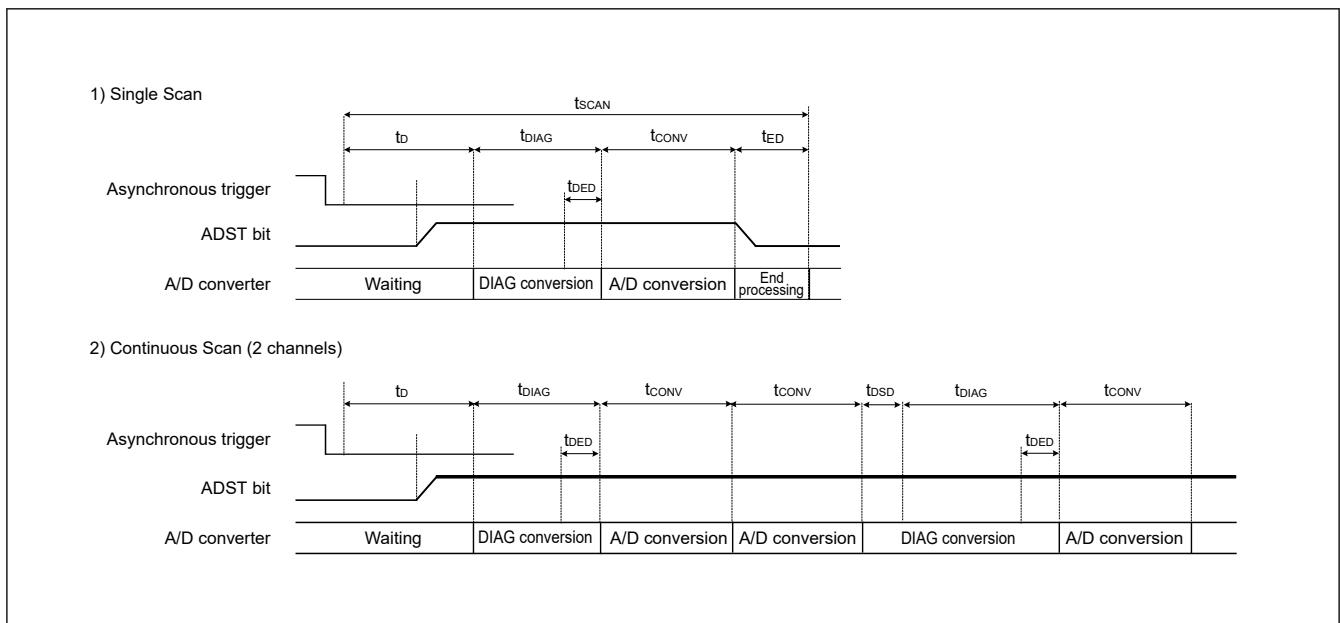 1) Single Scan
tSCAN
tD tDIAG tCONV tED
Asynchronous trigger
tDED
ADST bit
A/D converter Waiting DIAG conversion A/D conversion End processing
2) Continuous Scan (2 channels)
tD tDIAG tCONV tCONV tDSD tDIAG tCONV
Asynchronous trigger
tDED tDED
ADST bit
A/D converter Waiting DIAG conversion A/D conversion A/D conversion DIAG conversion A/D conversion